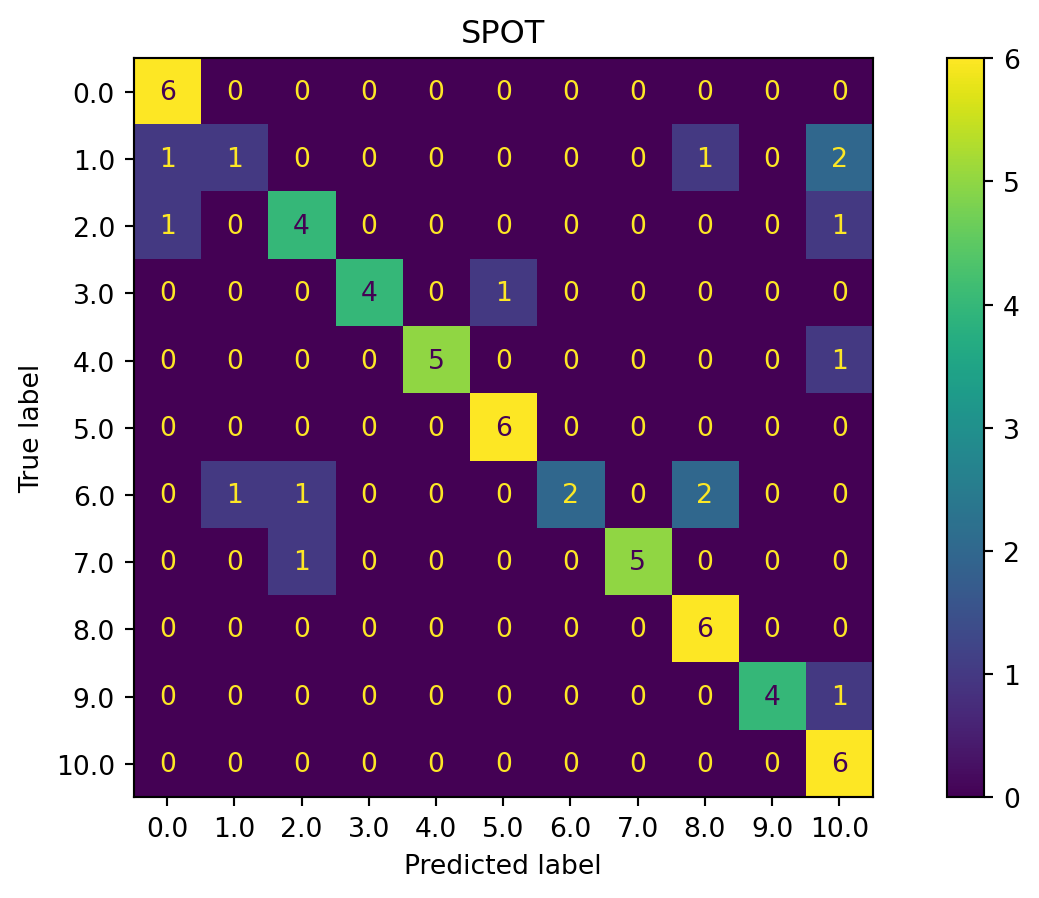 SPOT
0.0 6 0 0 0 0 0 0 0 0 0 0
1.0 1 1 0 0 0 0 0 0 1 0 2
2.0 1 0 4 0 0 0 0 0 0 0 1
3.0 0 0 0 4 0 1 0 0 0 0 0
4.0 0 0 0 0 5 0 0 0 0 0 1
5.0 0 0 0 0 0 6 0 0 0 0 0
6.0 0 1 1 0 0 0 2 0 2 0 0
7.0 0 0 1 0 0 0 0 5 0 0 0
8.0 0 0 0 0 0 0 0 0 6 0 0
9.0 0 0 0 0 0 0 0 0 0 4 1
10.0 0 0 0 0 0 0 0 0 0 0 6
0.0 1.0 2.0 3.0 4.0 5.0 6.0 7.0 8.0 9.0 10.0
Predicted label
True label
6
5
4
3
2
1
0